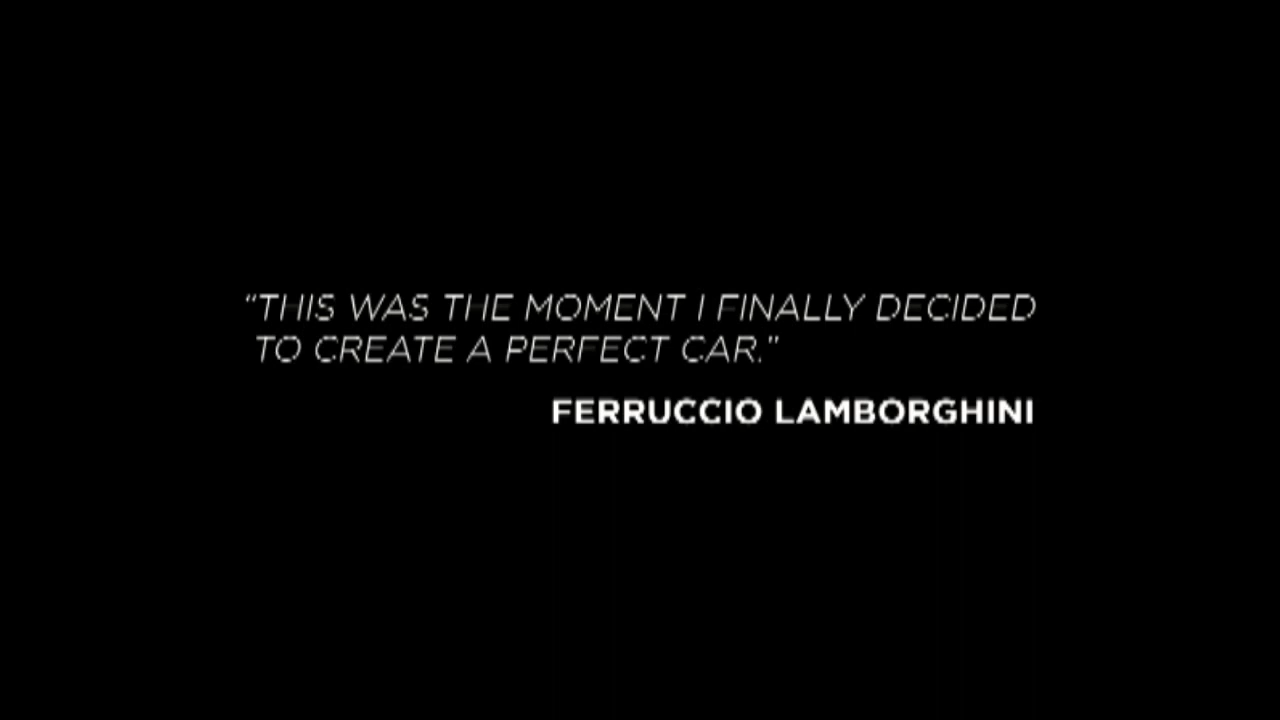 “THIS WAS THE MOMENT I FINALLY DECIDED
TO CREATE A PERFECT CAR.”
FERRUCCIO LAMBORGHINI